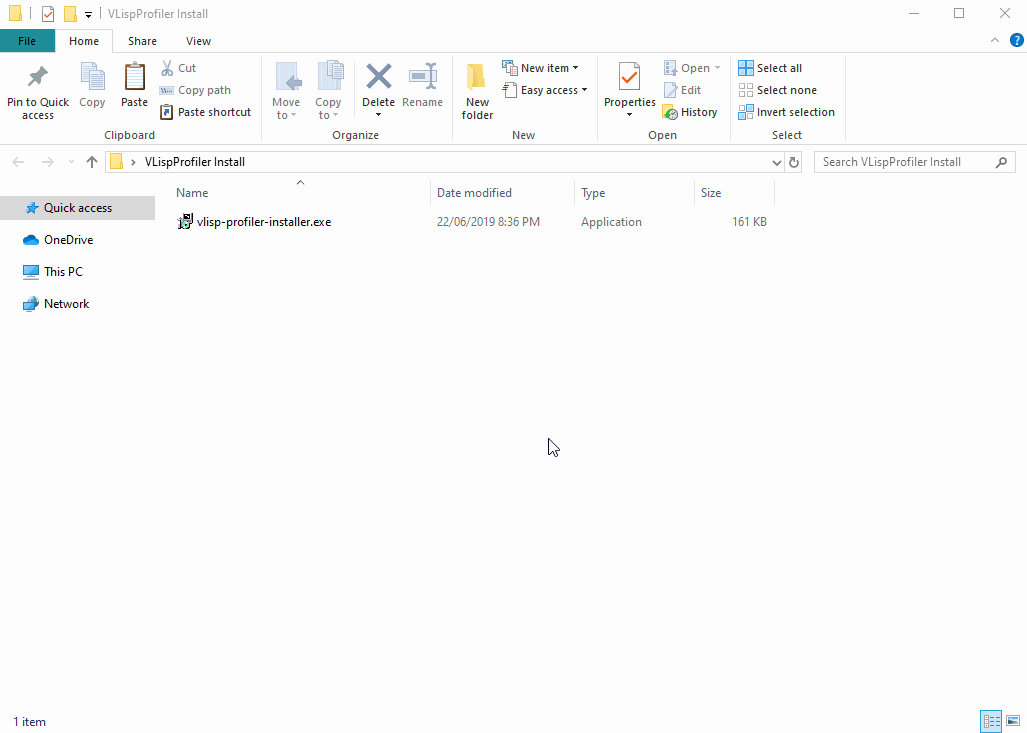 VLispProfiler Install
File Home Share View
Pin to Quick access
Copy
Paste
Cut
Copy path
Paste shortcut
Clipboard
Move to
Copy to
Delete
Rename
Organize
New folder
New item
Easy access
New
Properties
Open
Edit
History
Open
Select all
Select none
Invert selection
Select
VLispProfiler Install
Search VLispProfiler Install
Name Date modified Type Size
vlisp-profiler-installer.exe 22/06/2019 8:36 PM Application 161 KB
Quick access
OneDrive
This PC
Network
1 item